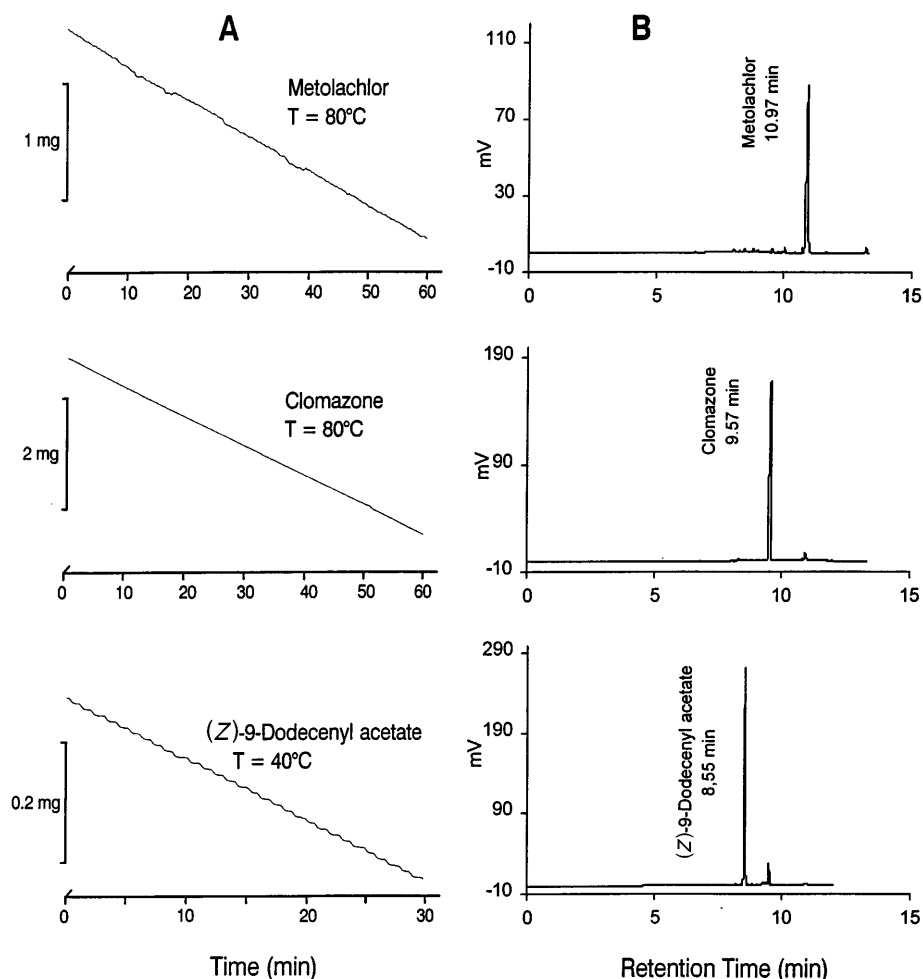 A
B
Metolachlor
T = 80°C
1 mg
0 10 20 30 40 50 60
110
70
30
-10
mV
Metolachlor
10.97 min
0 5 10 15
Clomazone
T = 80°C
2 mg
0 10 20 30 40 50 60
190
90
-10
mV
Clomazone
9.57 min
0 5 10 15
(Z)-9-Dodecenyl acetate
T = 40°C
0.2 mg
0 10 20 30
Time (min)
290
190
90
-10
mV
(Z)-9-Dodecenyl acetate
8,55 min
0 5 10 15
Retention Time (min)